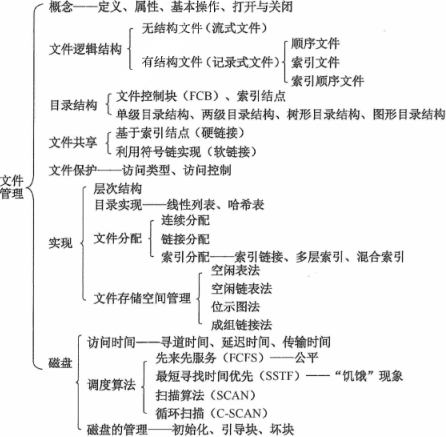 概念——定义、属性、基本操作、打开与关闭
无结构文件（流式文件）
文件逻辑结构
顺序文件
有结构文件（记录式文件）
索引文件
索引顺序文件
文件控制块（FCB）、索引结点
目录结构
单级目录结构、两级目录结构、树形目录结构、图形目录结构
基于索引结点（硬链接）
文件共享
利用符号链实现（软链接）
文件保护——访问类型、访问控制
文件
管理
层次结构
目录实现——线性列表、哈希表
实现
连续分配
文件分配
链接分配
索引分配——索引链接、多层索引、混合索引
空闲表法
空闲链表法
文件存储空间管理
位示图法
成组链接法
访问时间——寻道时间、延迟时间、传输时间
磁盘
先来先服务（FCFS）——公平
调度算法
最短寻找时间优先（SSTF）——“饥饿”现象
扫描算法（SCAN）
循环扫描（C-SCAN）
磁盘的管理——初始化、引导块、坏块